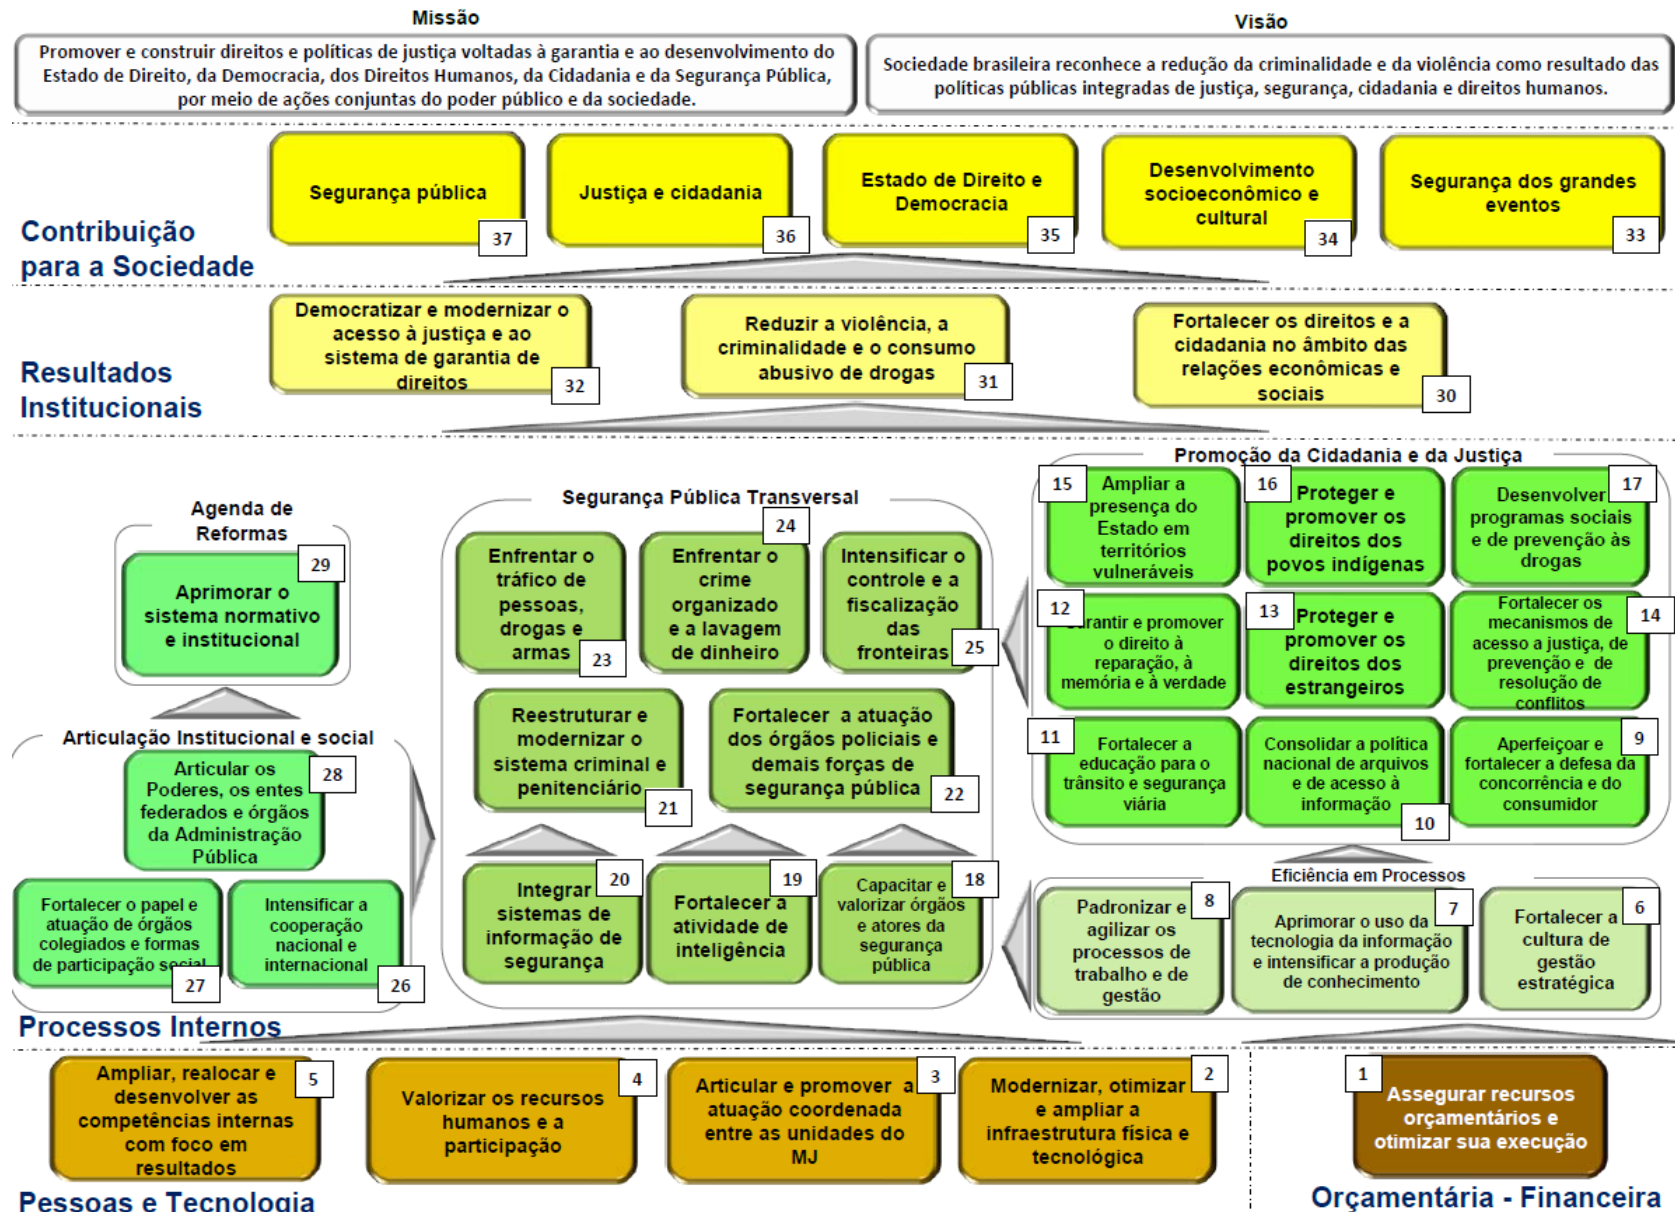 Missão
Promover e construir direitos e políticas de justiça voltadas à garantia e ao desenvolvimento do
Estado de Direito, da Democracia, dos Direitos Humanos, da Cidadania e da Segurança Pública,
por meio de ações conjuntas do poder público e da sociedade.
Visão
Sociedade brasileira reconhece a redução da criminalidade e da violência como resultado das
políticas públicas integradas de justiça, segurança, cidadania e direitos humanos.
Contribuição
para a Sociedade
Segurança pública
37
Justiça e cidadania
36
Estado de Direito e
Democracia
35
Desenvolvimento
socioeconômico e
cultural
34
Segurança dos grandes
eventos
33
Resultados
Institucionais
Democratizar e modernizar o
acesso à justiça e ao
sistema de garantia de
direitos
32
Reduzir a violência, a
criminalidade e o consumo
abusivo de drogas
31
Fortalecer os direitos e a
cidadania no âmbito das
relações econômicas e
sociais
30
Agenda de
Reformas
29
Aprimorar o
sistema normativo
e institucional
Articulação Institucional e social
28
Articular os
Poderes, os entes
federados e órgãos
da Administração
Pública
Fortalecer o papel e
atuação de órgãos
colegiados e formas
de participação social
27
Intensificar a
cooperação
nacional e
internacional
26
Segurança Pública Transversal
Enfrentar o
tráfico de
pessoas,
drogas e
armas
23
24
Enfrentar o
crime
organizado
e a lavagem
de dinheiro
Intensificar o
controle e a
fiscalização
das
fronteiras
25
Reestruturar e
modernizar o
sistema criminal e
penitenciário
21
Fortalecer a atuação
dos órgãos policiais e
demais forças de
segurança pública
22
20
Integrar
sistemas de
informação de
segurança
19
Fortalecer a
atividade de
inteligência
18
Capacitar e
valorizar órgãos
e atores da
segurança
pública
Promoção da Cidadania e da Justiça
15
Ampliar a
presença do
Estado em
territórios
vulneráveis
16
Proteger e
promover os
direitos dos
povos indígenas
17
Desenvolver
programas sociais
e de prevenção às
drogas
12
Garantir e promover
o direito à
reparação, à
memória e à verdade
13
Proteger e
promover os
direitos dos
estrangeiros
14
Fortalecer os
mecanismos de
acesso a justiça, de
prevenção e de
resolução de
conflitos
11
Fortalecer a
educação para o
trânsito e segurança
viária
Consolidar a política
nacional de arquivos
e de acesso à
informação
10
9
Aperfeiçoar e
fortalecer a defesa da
concorrência e do
consumidor
Eficiência em Processos
8
Padronizar e
agilizar os
processos de
trabalho e de
gestão
7
Aprimorar o uso da
tecnologia da informação
e intensificar a produção
de conhecimento
6
Fortalecer a
cultura de
gestão
estratégica
Processos Internos
5
Ampliar, realocar e
desenvolver as
competências internas
com foco em
resultados
4
Valorizar os recursos
humanos e a
participação
3
Articular e promover a
atuação coordenada
entre as unidades do
MJ
2
Modernizar, otimizar
e ampliar a
infraestrutura física e
tecnológica
1
Assegurar recursos
orçamentários e
otimizar sua execução
Pessoas e Tecnologia
Orçamentária - Financeira